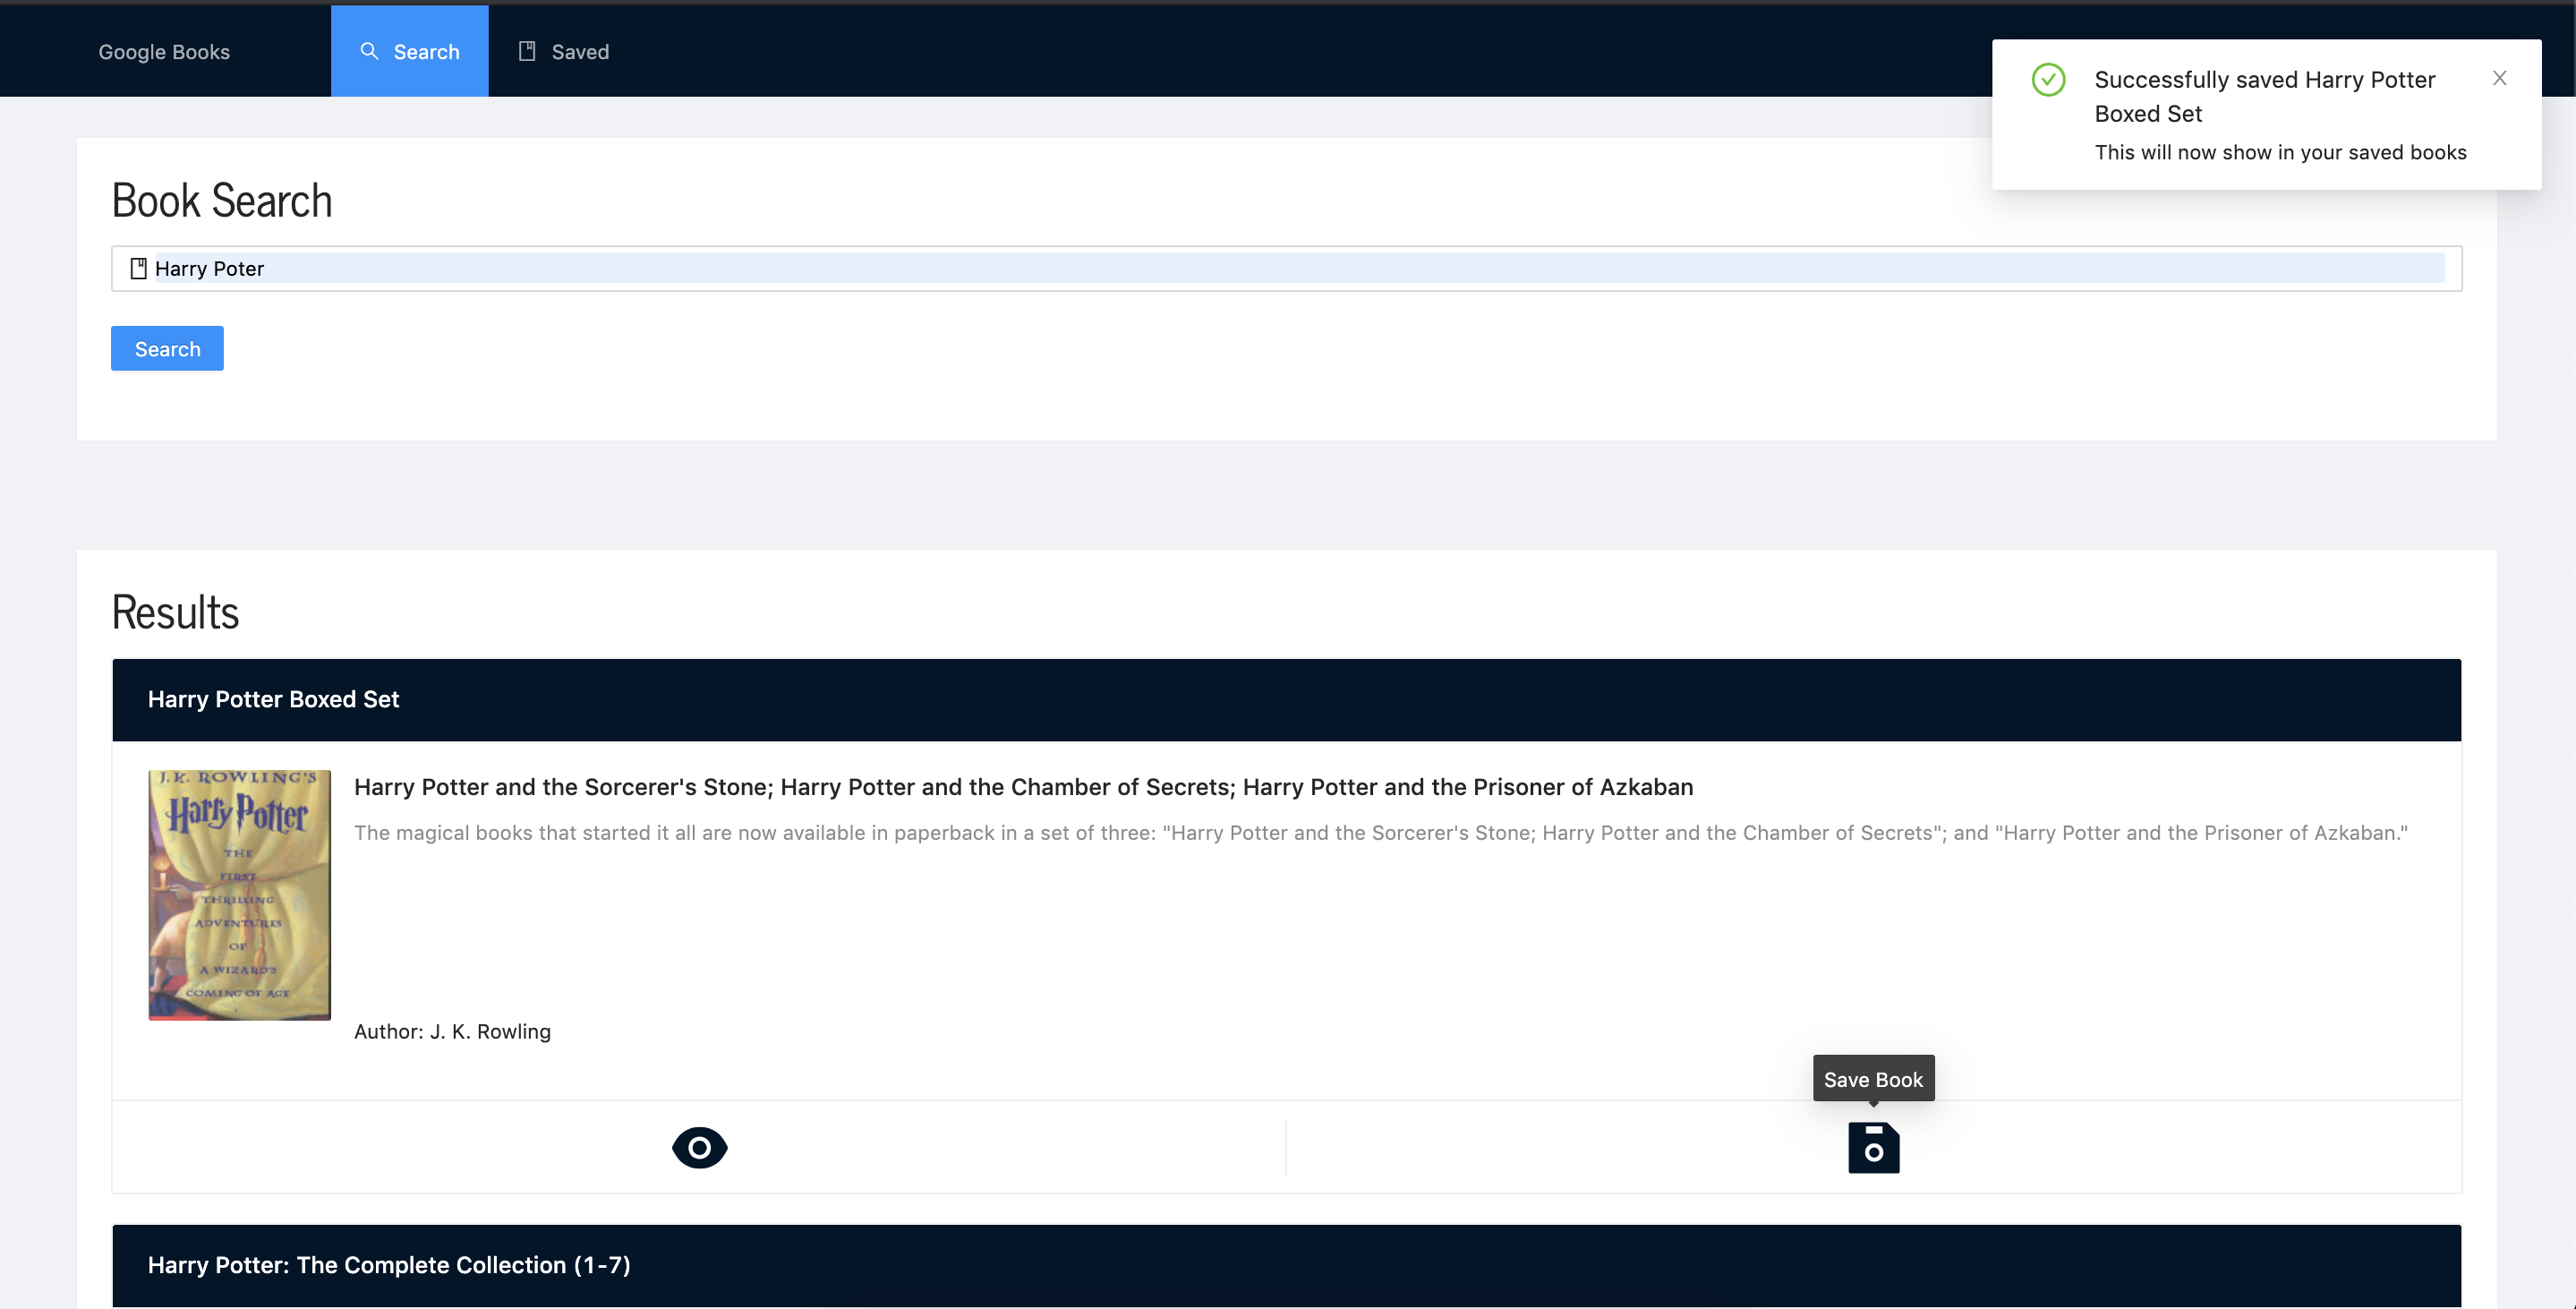 Google Books
Search
Saved
Successfully saved Harry Potter
Boxed Set
This will now show in your saved books
Book Search
Harry Poter
Search
Results
Harry Potter Boxed Set
J.K. ROWLING'S
Harry Potter
THE
FIRST
THRILLING
ADVENTURES
OF
A WIZARD'S
COMING OF AGE
Harry Potter and the Sorcerer's Stone; Harry Potter and the Chamber of Secrets; Harry Potter and the Prisoner of Azkaban
The magical books that started it all are now available in paperback in a set of three: "Harry Potter and the Sorcerer's Stone; Harry Potter and the Chamber of Secrets"; and "Harry Potter and the Prisoner of Azkaban."
Author: J. K. Rowling
Save Book
Harry Potter: The Complete Collection (1-7)